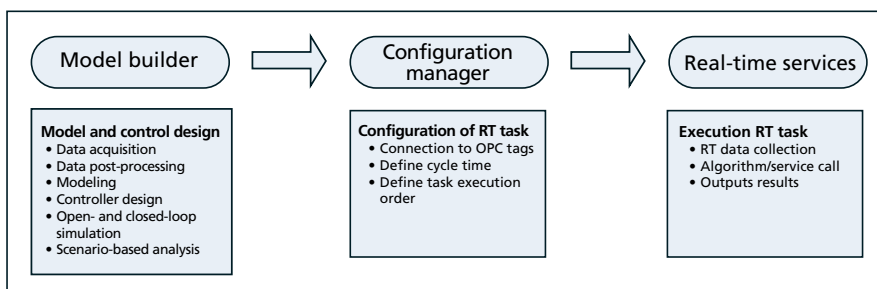 Model builder
Configuration
manager
Real-time services
Model and control design
• Data acquisition
• Data post-processing
• Modeling
• Controller design
• Open- and closed-loop
simulation
• Scenario-based analysis
Configuration of RT task
• Connection to OPC tags
• Define cycle time
• Define task execution
order
Execution RT task
• RT data collection
• Algorithm/service call
• Outputs results